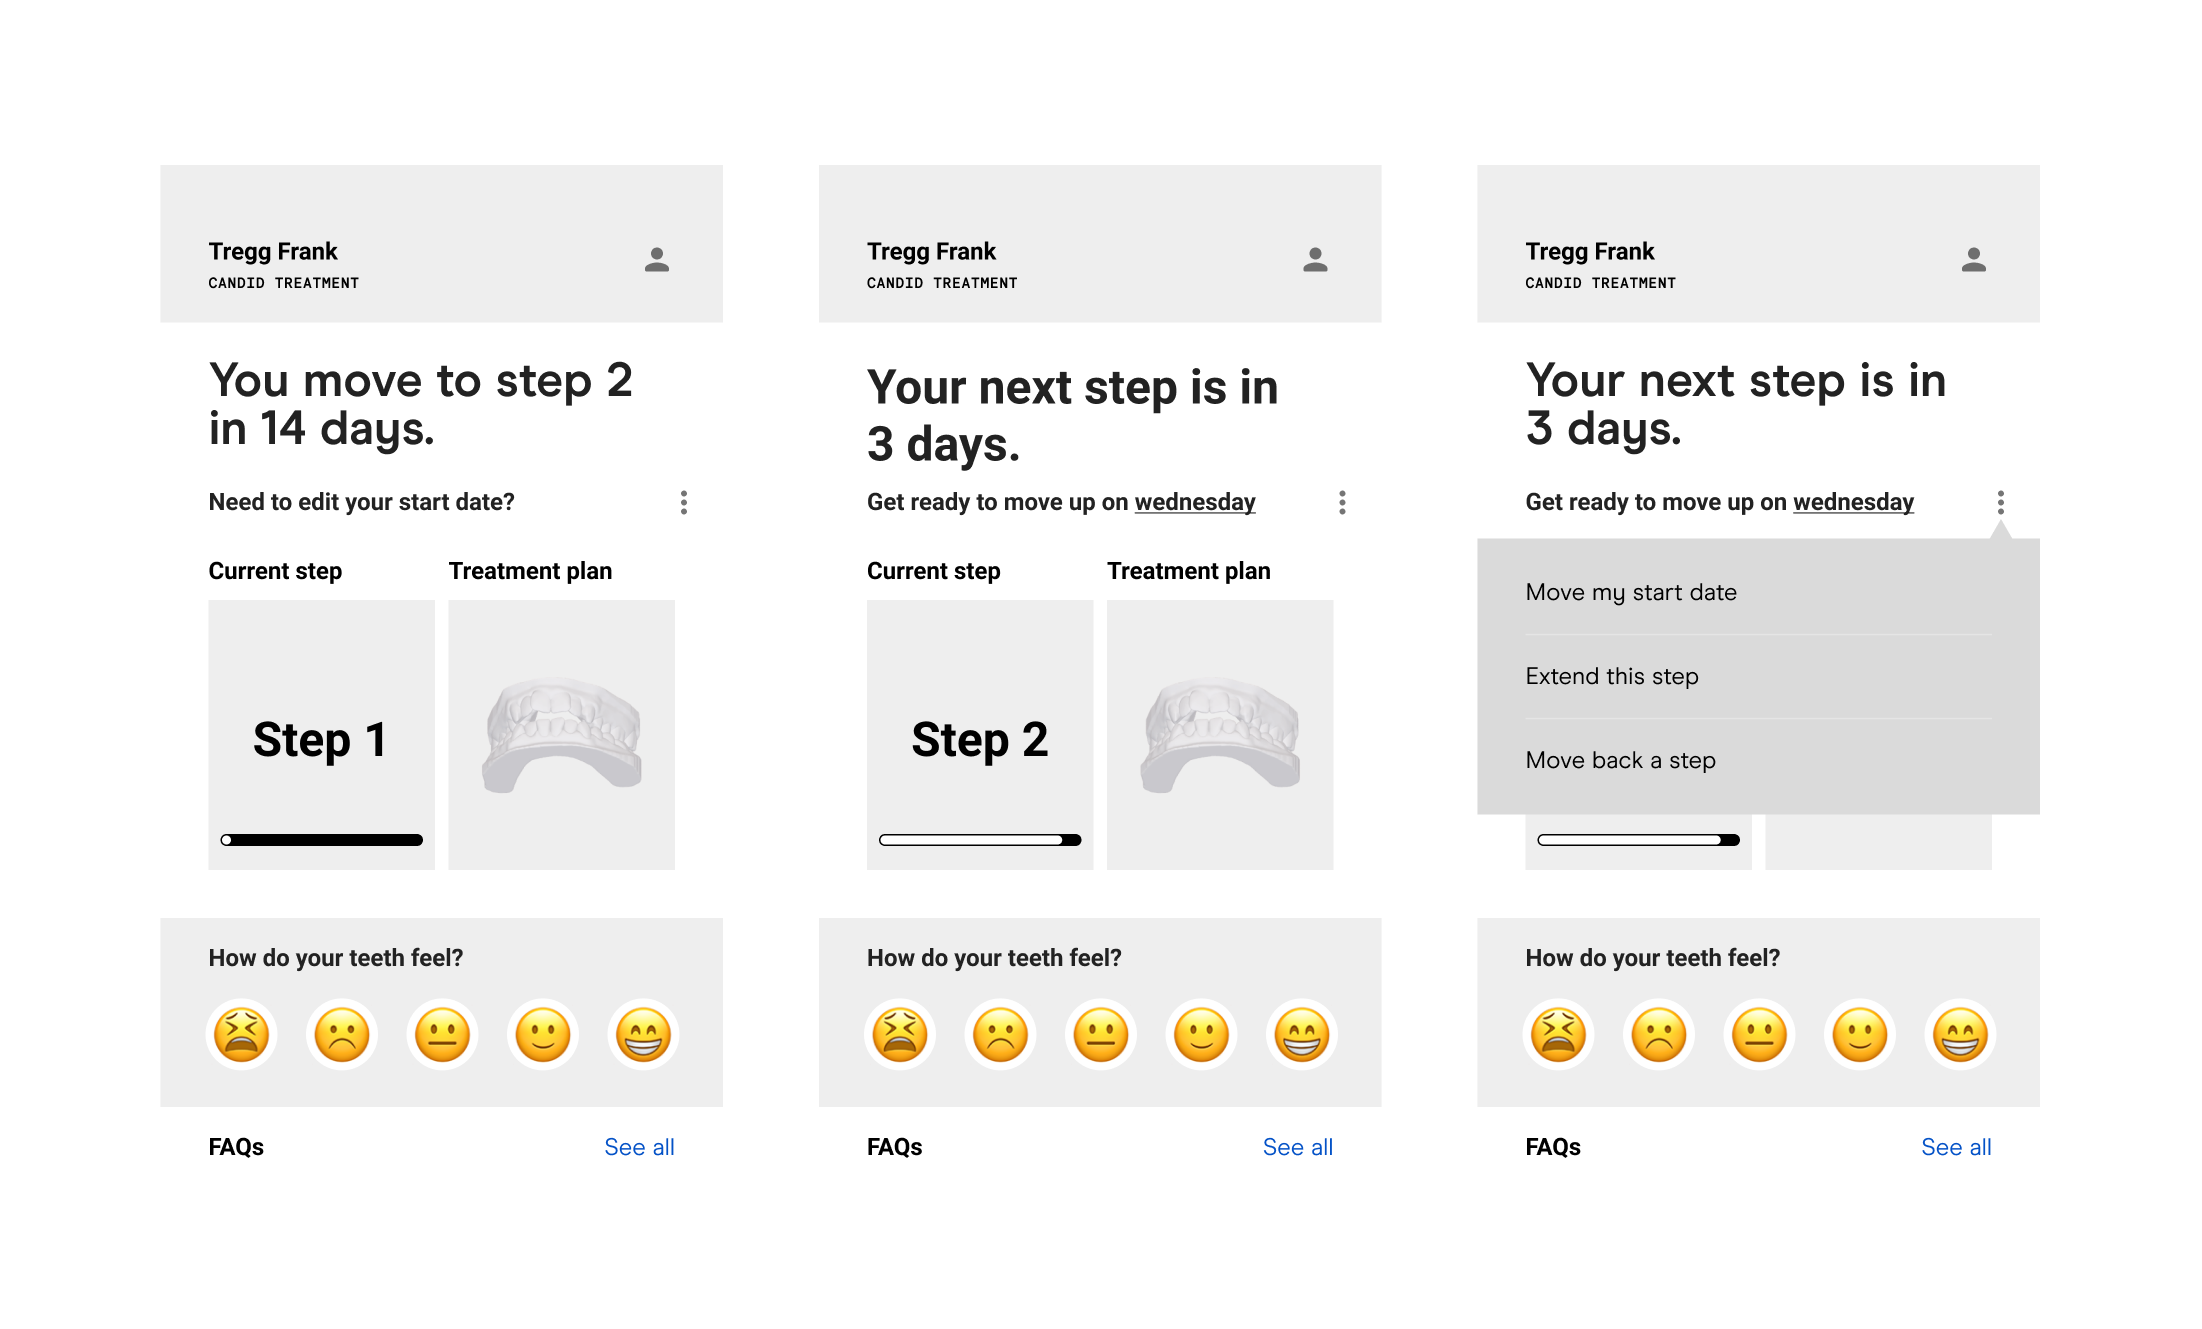 Tregg Frank
CANDID TREATMENT
You move to step 2
in 14 days.
Need to edit your start date?
Current step
Treatment plan
Step 1
How do your teeth feel?
FAQs
See all
Tregg Frank
CANDID TREATMENT
Your next step is in
3 days.
Get ready to move up on wednesday
Current step
Treatment plan
Step 2
How do your teeth feel?
FAQs
See all
Tregg Frank
CANDID TREATMENT
Your next step is in
3 days.
Get ready to move up on wednesday
Move my start date
Extend this step
Move back a step
How do your teeth feel?
FAQs
See all